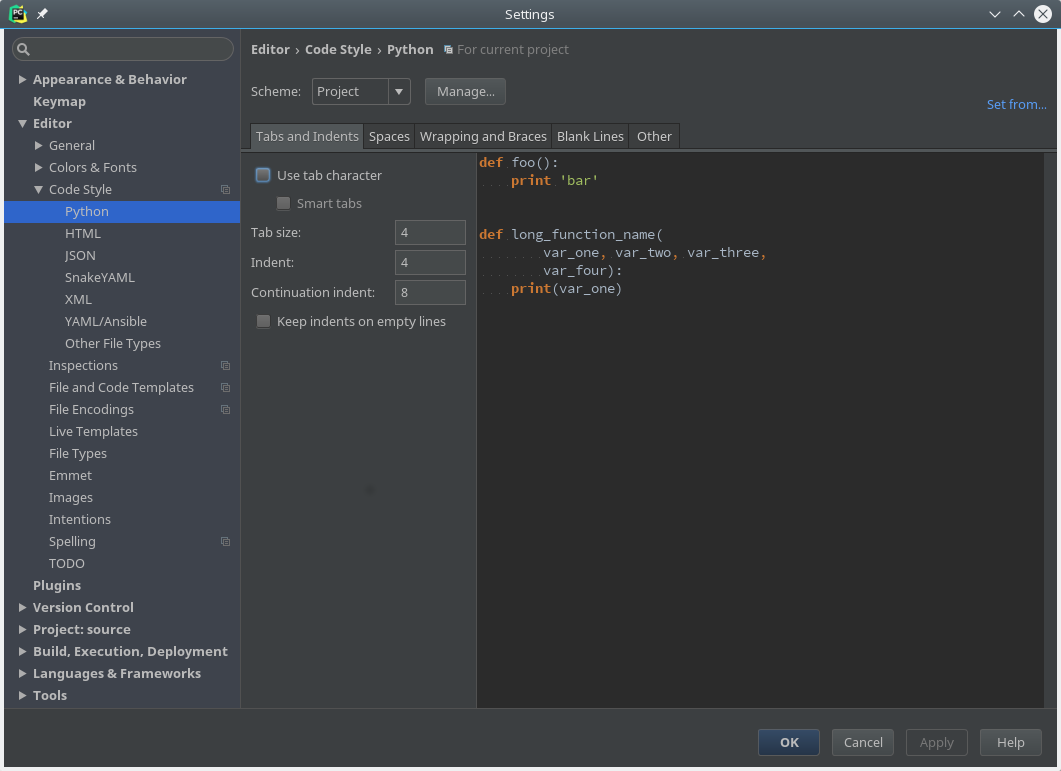 PC
Settings
Editor › Code Style › Python For current project
Scheme: Project Manage...
Set from...
Appearance & Behavior
Keymap
Editor
General
Colors & Fonts
Code Style
Python
HTML
JSON
SnakeYAML
XML
YAML/Ansible
Other File Types
Inspections
File and Code Templates
File Encodings
Live Templates
File Types
Emmet
Images
Intentions
Spelling
TODO
Plugins
Version Control
Project: source
Build, Execution, Deployment
Languages & Frameworks
Tools
Tabs and Indents Spaces Wrapping and Braces Blank Lines Other
Use tab character
Smart tabs
Tab size: 4
Indent: 4
Continuation indent: 8
Keep indents on empty lines
def foo():
    print 'bar'
def long_function_name(
        var_one, var_two, var_three,
        var_four):
    print(var_one)
OK Cancel Apply Help